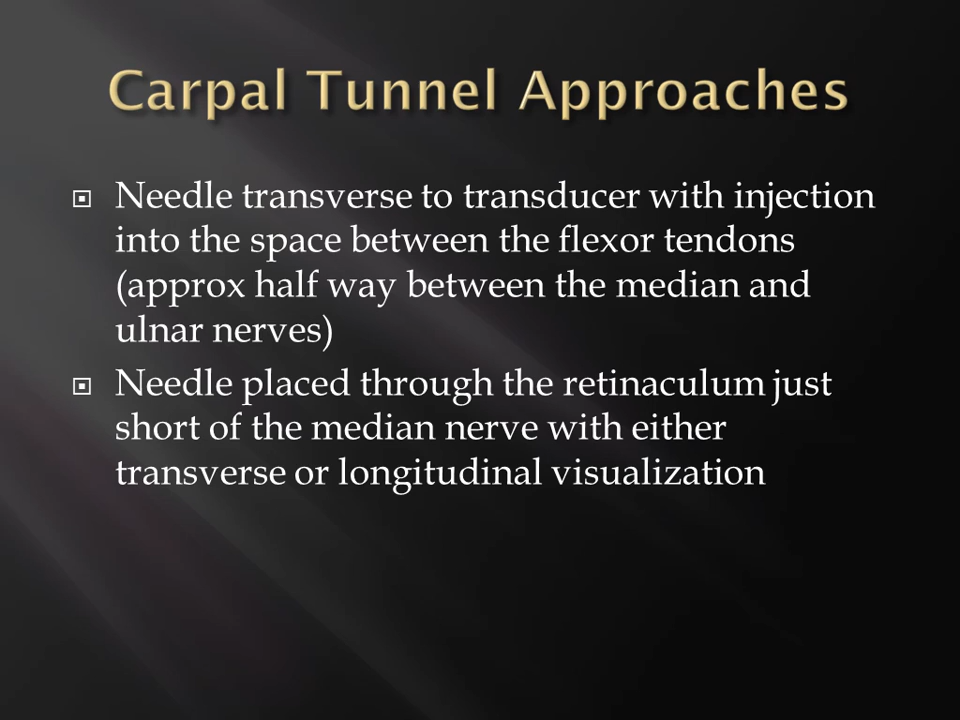 Carpal Tunnel Approaches
Needle transverse to transducer with injection
into the space between the flexor tendons
(approx half way between the median and
ulnar nerves)
Needle placed through the retinaculum just
short of the median nerve with either
transverse or longitudinal visualization